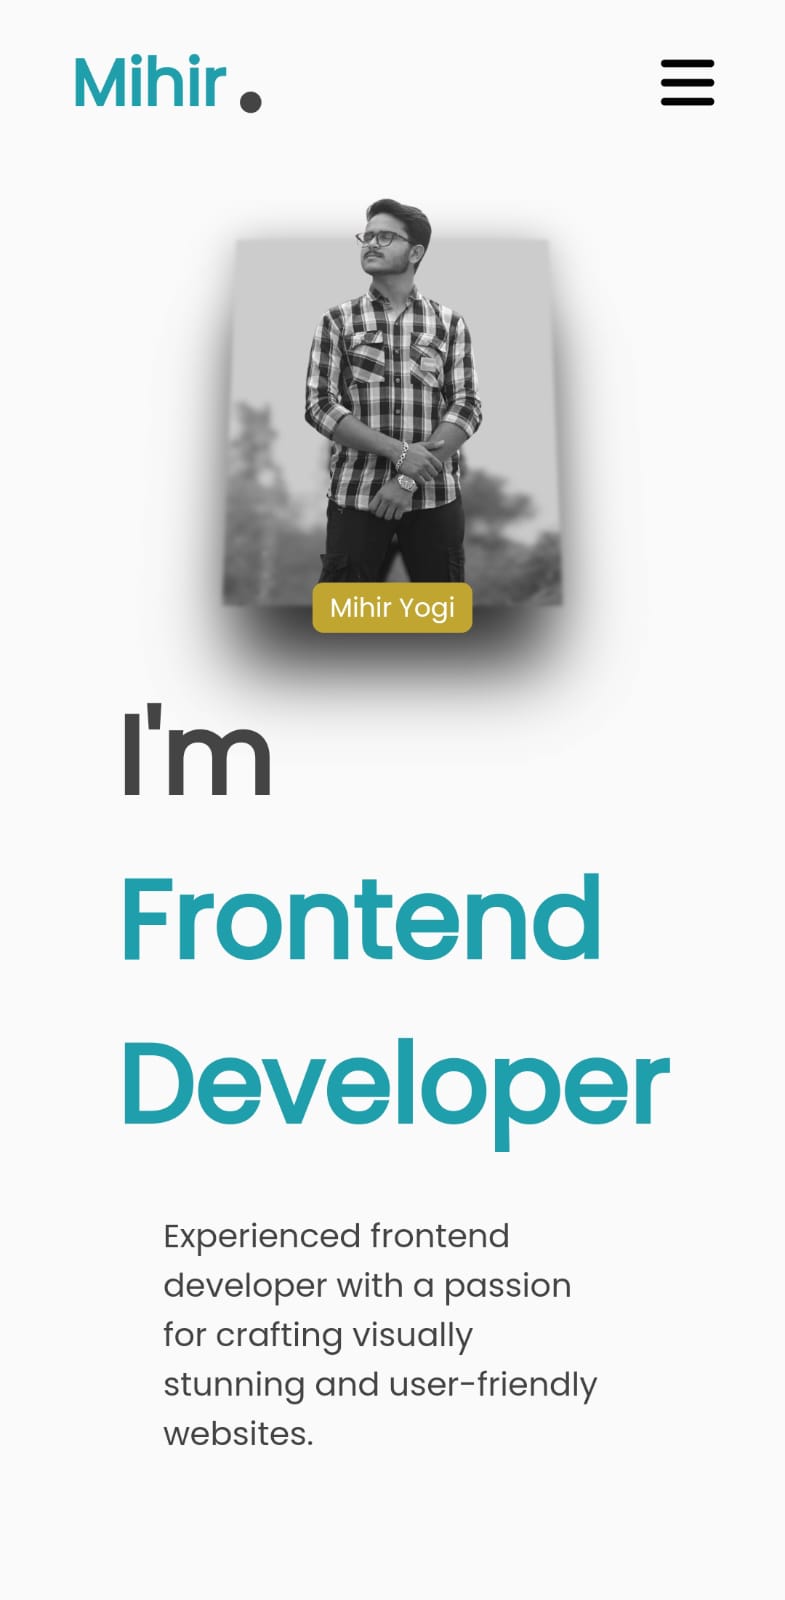 Mihir .
Mihir Yogi
I'm
Frontend
Developer
Experienced frontend
developer with a passion
for crafting visually
stunning and user-friendly
websites.